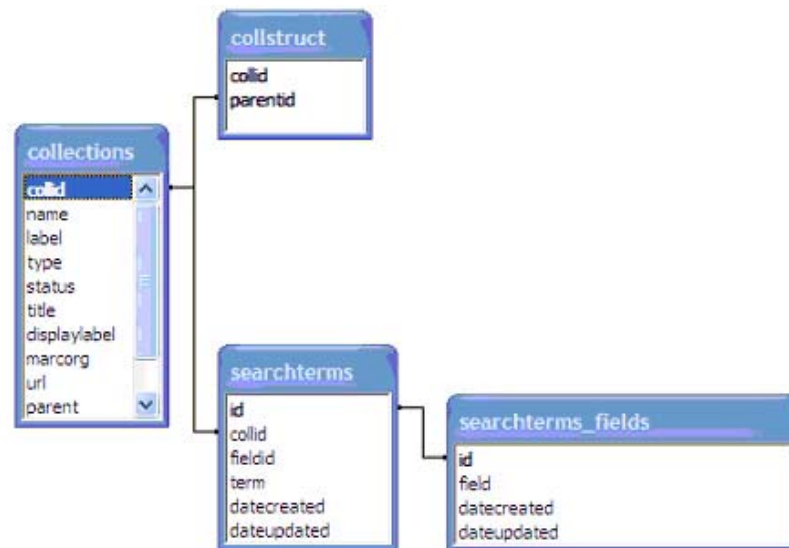 collstruct
collid
parentid
collections
collid
name
label
type
status
title
displaylabel
marcorg
url
parent
searchterms
id
collid
fieldid
term
datecreated
dateupdated
searchterms_fields
id
field
datecreated
dateupdated